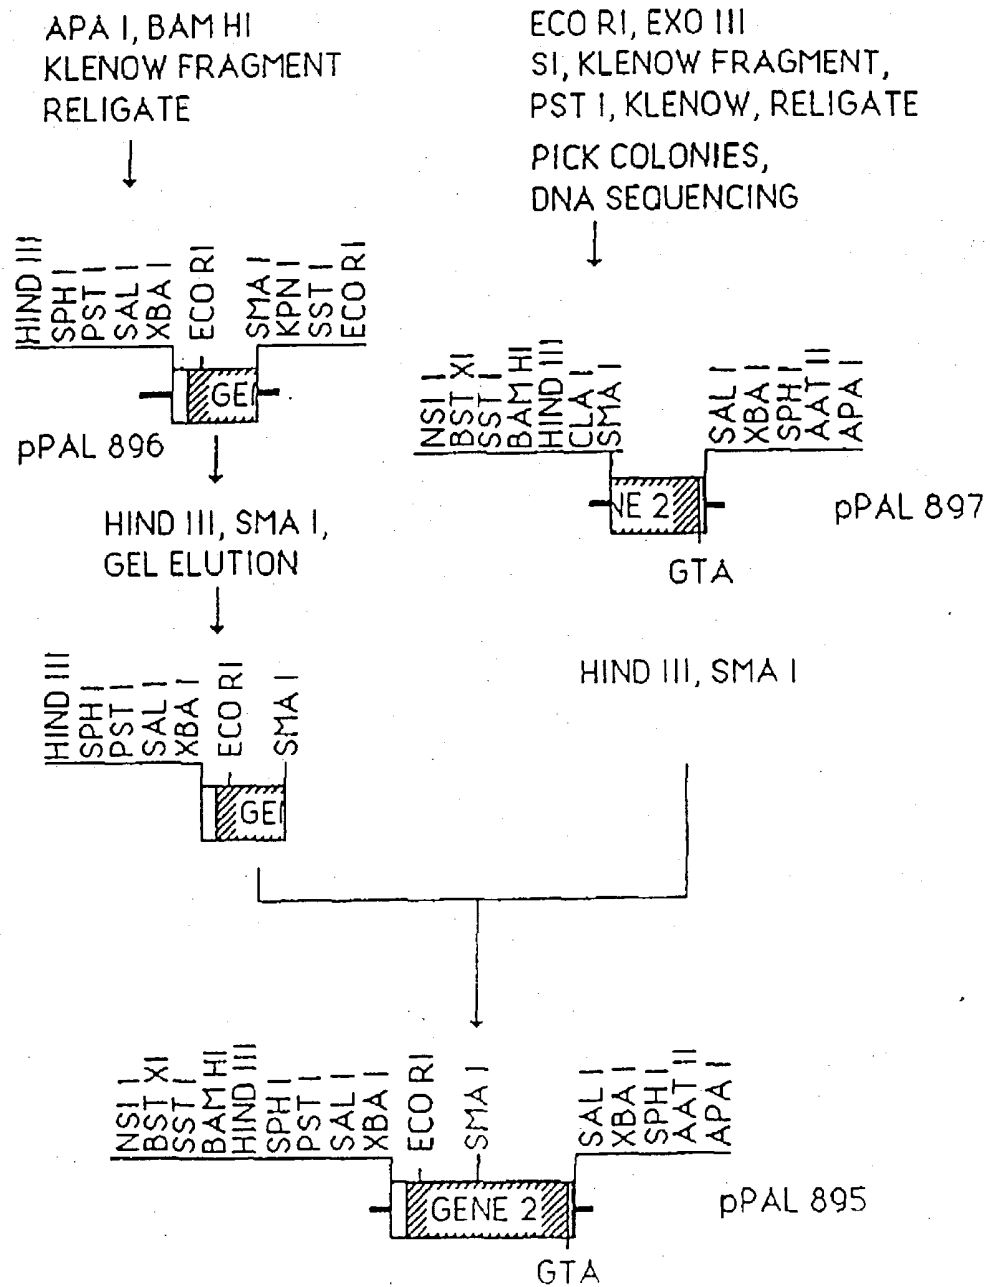 APA I, BAM HI
KLENOW FRAGMENT
RELIGATE
ECO RI, EXO III
SI, KLENOW FRAGMENT,
PST I, KLENOW, RELIGATE
PICK COLONIES,
DNA SEQUENCING
HIND III
SPH I
PST I
SAL I
XBA I
ECO RI
SMA I
KPN I
SST I
ECO RI
GEN
pPAL 896
NSI I
BST XI
SST I
BAM HI
HIND III
CLA I
SMA I
SAL I
XBA I
SPH I
AAT II
APA I
NE 2
pPAL 897
GTA
HIND III, SMA I,
GEL ELUTION
HIND III
SPH I
PST I
SAL I
XBA I
ECO RI
SMA I
GEN
HIND III, SMA I
NSI I
BST XI
SST I
BAM HI
HIND III
SPH I
PST I
SAL I
XBA I
ECO RI
SMA I
SAL I
XBA I
SPH I
AAT II
APA I
GENE 2
pPAL 895
GTA